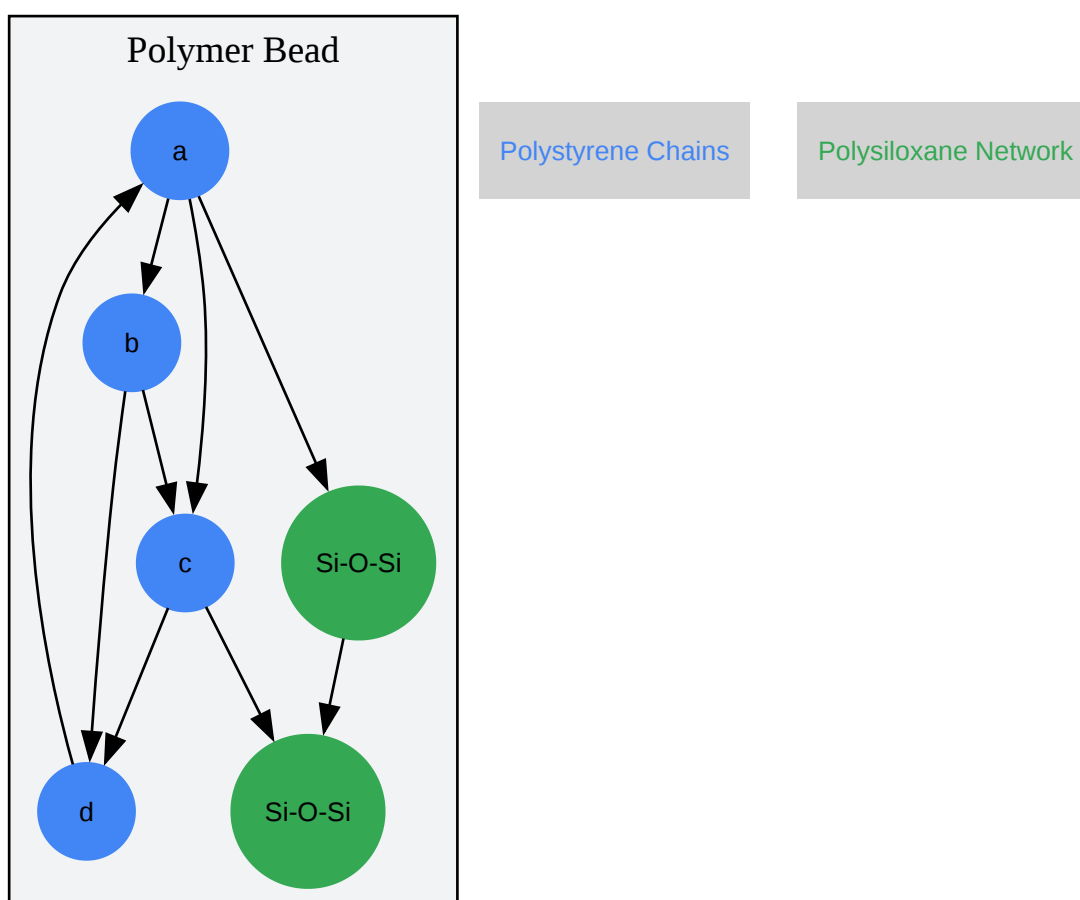 Polymer Bead
a
Polystyrene Chains
Polysiloxane Network
b
c
Si-O-Si
d
Si-O-Si